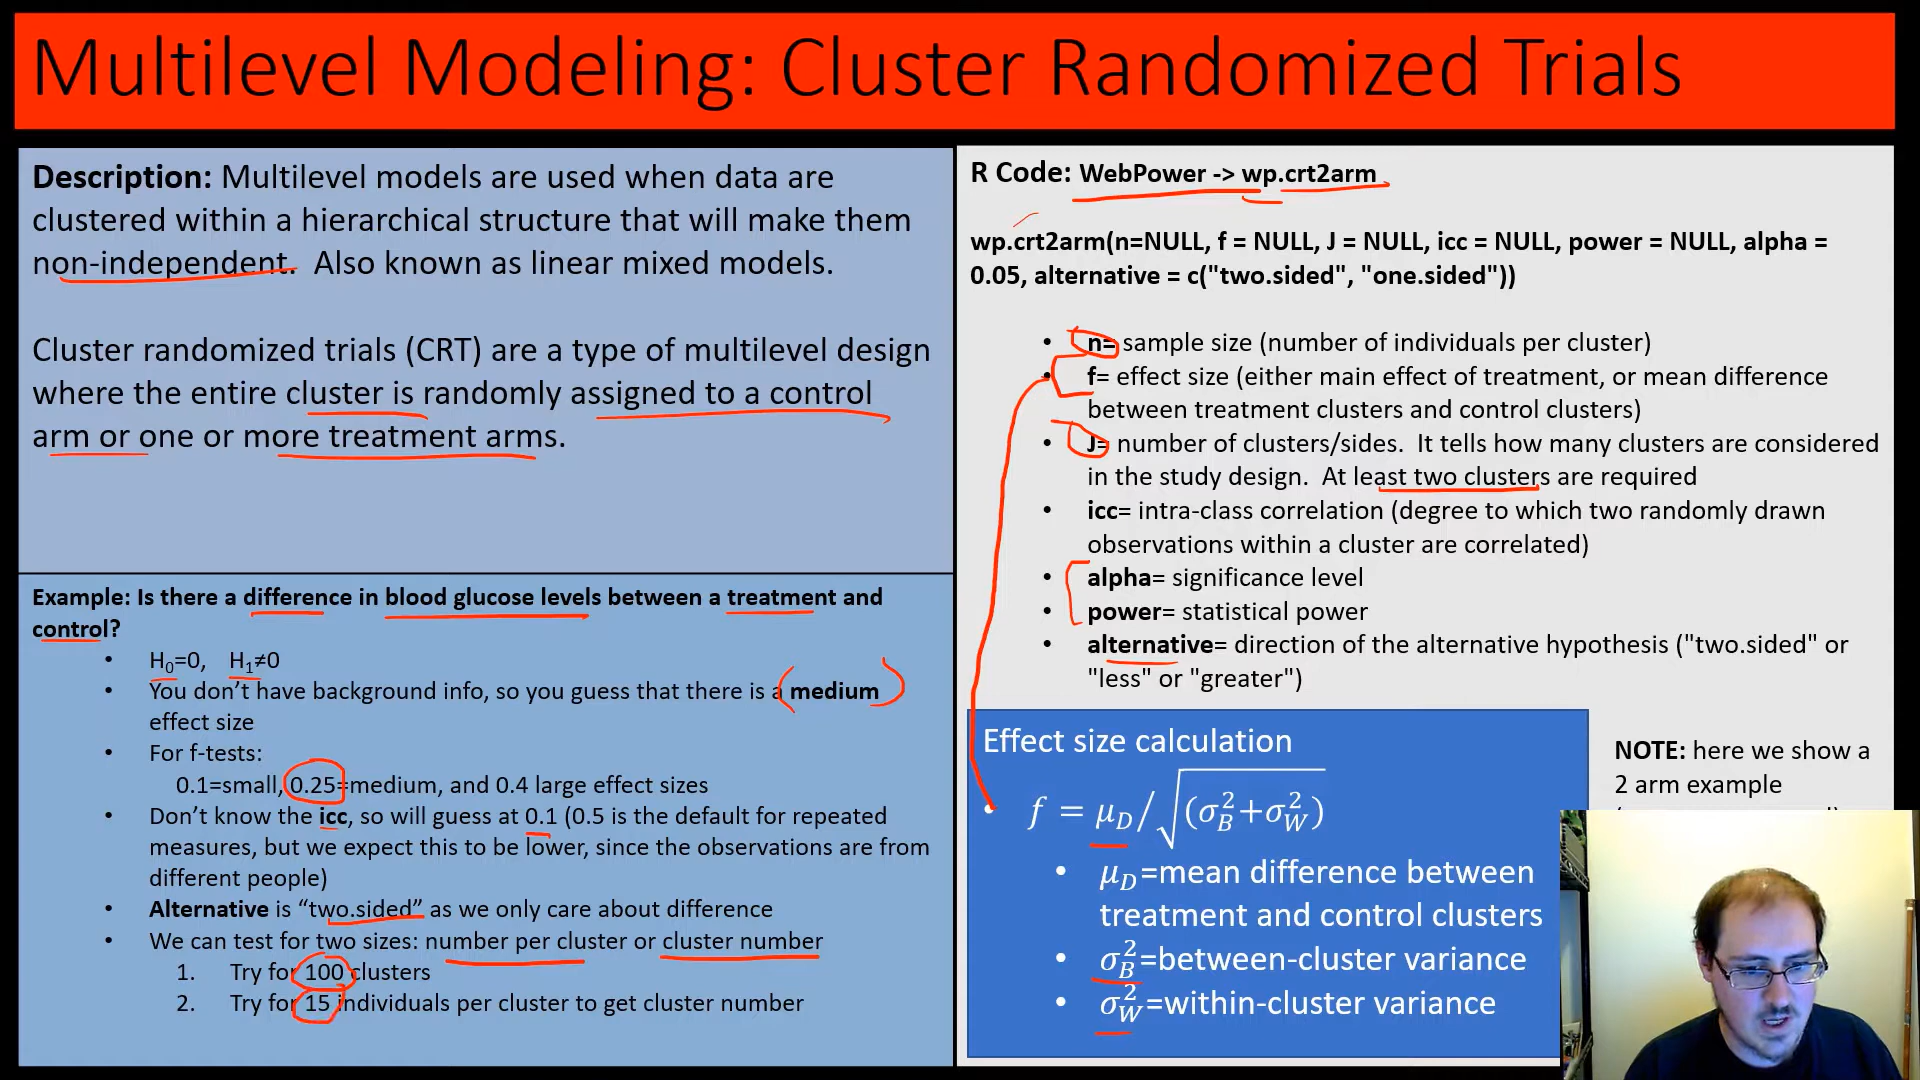 Multilevel Modeling: Cluster Randomized Trials
Description: Multilevel models are used when data are
clustered within a hierarchical structure that will make them
non-independent. Also known as linear mixed models.
Cluster randomized trials (CRT) are a type of multilevel design
where the entire cluster is randomly assigned to a control
arm or one or more treatment arms.
Example: Is there a difference in blood glucose levels between a treatment and
control?
• H₀=0, H₁≠0
• You don't have background info, so you guess that there is a medium
effect size
• For f-tests:
0.1=small, 0.25=medium, and 0.4 large effect sizes
• Don't know the icc, so will guess at 0.1 (0.5 is the default for repeated
measures, but we expect this to be lower, since the observations are from
different people)
• Alternative is “two.sided” as we only care about difference
• We can test for two sizes: number per cluster or cluster number
1. Try for 100 clusters
2. Try for 15 individuals per cluster to get cluster number
R Code: WebPower -> wp.crt2arm
wp.crt2arm(n=NULL, f = NULL, J = NULL, icc = NULL, power = NULL, alpha =
0.05, alternative = c("two.sided", "one.sided"))
• n= sample size (number of individuals per cluster)
• f= effect size (either main effect of treatment, or mean difference
between treatment clusters and control clusters)
• J= number of clusters/sides. It tells how many clusters are considered
in the study design. At least two clusters are required
• icc= intra-class correlation (degree to which two randomly drawn
observations within a cluster are correlated)
• alpha= significance level
• power= statistical power
• alternative= direction of the alternative hypothesis ("two.sided" or
"less" or "greater")
Effect size calculation
• f = μ_D/√(σ²_B+σ²_W)
• μ_D=mean difference between
treatment and control clusters
• σ²_B=between-cluster variance
• σ²_W=within-cluster variance
NOTE: here we show a
2 arm example